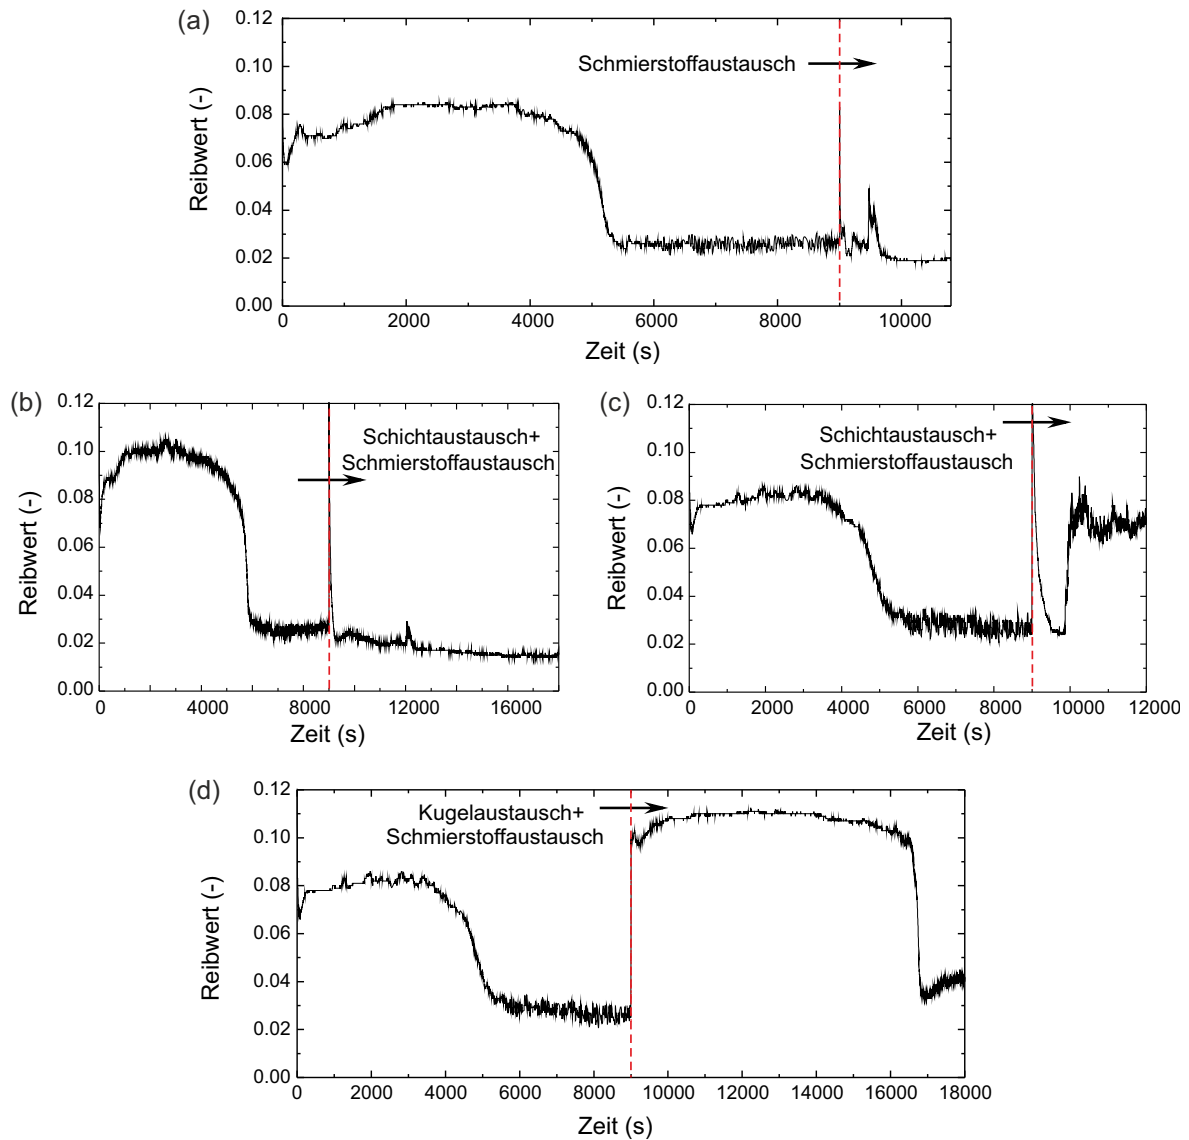 (a)
0.12
0.10
0.08
0.06
0.04
0.02
0.00
Reibwert (-)
Schmierstoffaustausch
0 2000 4000 6000 8000 10000
Zeit (s)
(b)
0.12
0.10
0.08
0.06
0.04
0.02
0.00
Reibwert (-)
Schichtaustausch+
Schmierstoffaustausch
0 4000 8000 12000 16000
Zeit (s)
(c)
0.12
0.10
0.08
0.06
0.04
0.02
0.00
Reibwert (-)
Schichtaustausch+
Schmierstoffaustausch
0 2000 4000 6000 8000 10000 12000
Zeit (s)
(d)
0.12
0.10
0.08
0.06
0.04
0.02
0.00
Reibwert (-)
Kugelaustausch+
Schmierstoffaustausch
0 2000 4000 6000 8000 10000 12000 14000 16000 18000
Zeit (s)